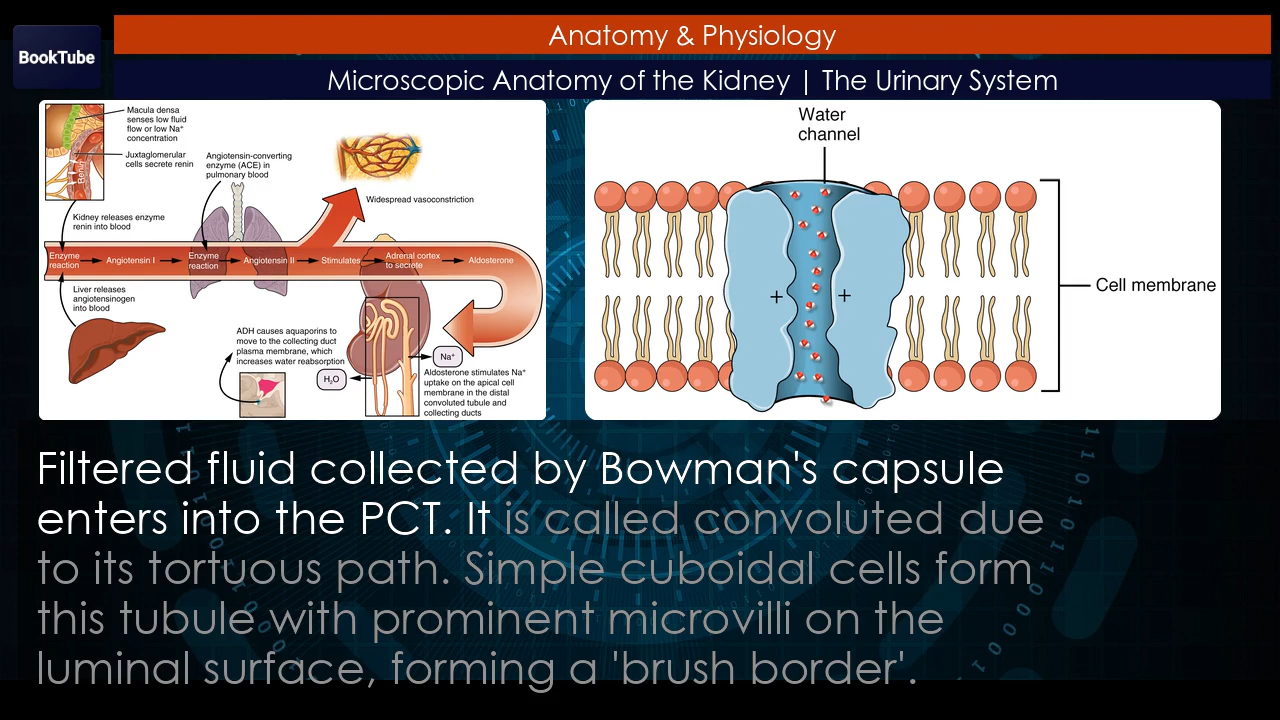 BookTube
Anatomy & Physiology
Microscopic Anatomy of the Kidney | The Urinary System
Macula densa
senses low fluid
flow or low Na⁺
concentration
Juxtaglomerular
cells secrete renin
Renin
Angiotensin-converting
enzyme (ACE) in
pulmonary blood
Widespread vasoconstriction
Kidney releases enzyme
renin into blood
Enzyme
reaction
Angiotensin I
Enzyme
reaction
Angiotensin II
Stimulates
Adrenal cortex
to secrete
Aldosterone
Liver releases
angiotensinogen
into blood
ADH causes aquaporins to
move to the collecting duct
plasma membrane, which
increases water reabsorption
H₂O
Na⁺
Aldosterone stimulates Na⁺
uptake on the apical cell
membrane in the distal
convoluted tubule and
collecting ducts
Water
channel
+ +
Cell membrane
Filtered fluid collected by Bowman's capsule
enters into the PCT. It is called convoluted due
to its tortuous path. Simple cuboidal cells form
this tubule with prominent microvilli on the
luminal surface, forming a 'brush border'.